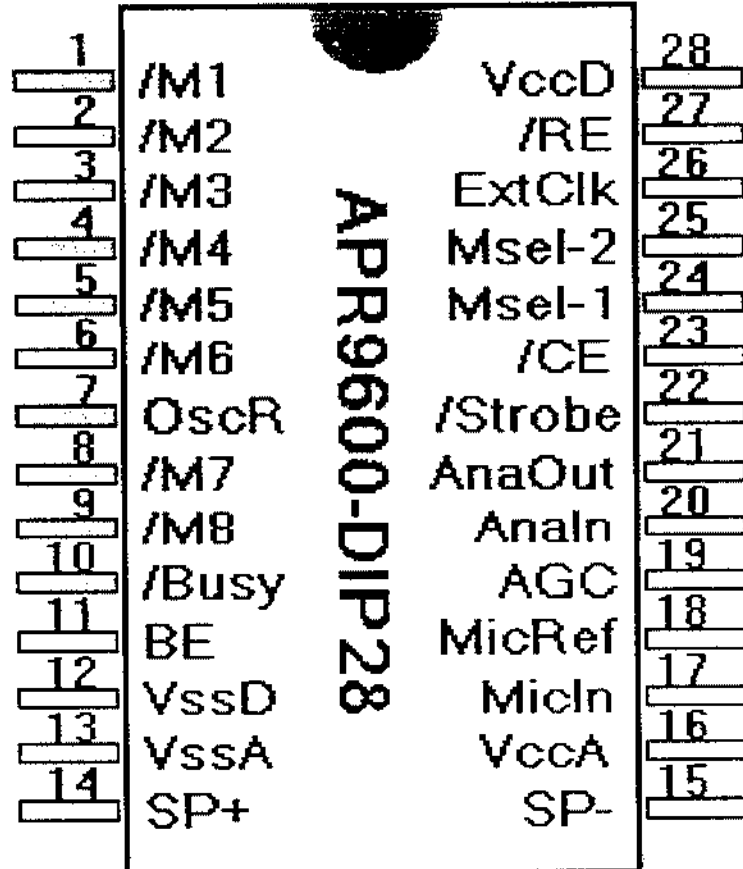 1 /M1 VccD 28
2 /M2 /RE 27
3 /M3 ExtClk 26
4 /M4 Msel-2 25
5 /M5 Msel-1 24
6 /M6 /CE 23
7 OscR /Strobe 22
8 /M7 AnaOut 21
9 /M8 AnaIn 20
10 /Busy AGC 19
11 BE MicRef 18
12 VssD MicIn 17
13 VssA VccA 16
14 SP+ SP- 15
APR9600-DIP28